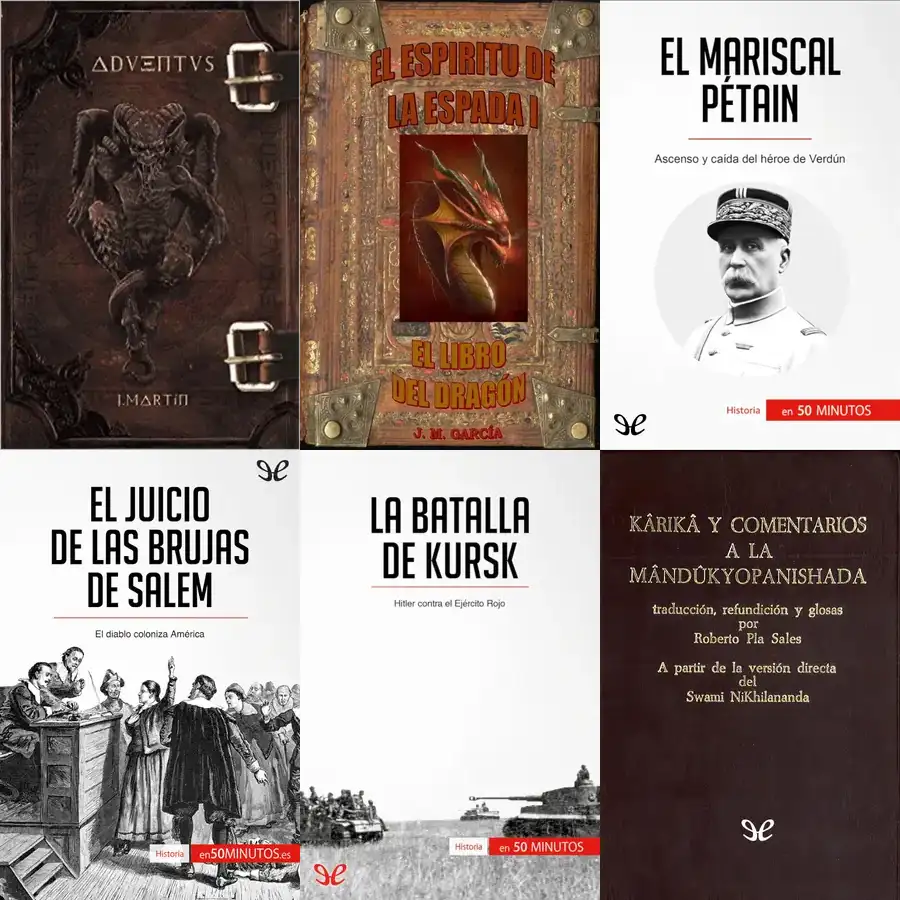 ADVENTVS
I.MARTIN
EL ESPIRITU DE
LA ESPADA I
EL LIBRO
DEL DRAGÓN
J. M. GARCÍA
EL MARISCAL
PÉTAIN
Ascenso y caída del héroe de Verdún
Historia en 50 MINUTOS
EL JUICIO
DE LAS BRUJAS
DE SALEM
El diablo coloniza América
Historia en50MINUTOS.es
LA BATALLA
DE KURSK
Hitler contra el Ejército Rojo
Historia en 50 MINUTOS
KÂRIKÂ Y COMENTARIOS
A LA
MÂNDÛKYOPANISHADA
traducción, refundición y glosas
por
Roberto Pla Sales
A partir de la versión directa
del
Swami NiKhilananda